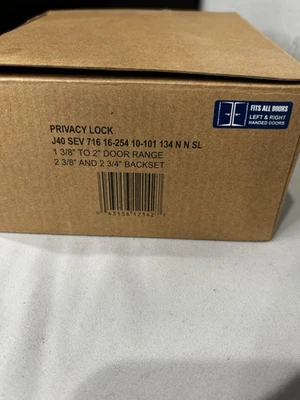 FITS ALL DOORS
LEFT & RIGHT
HANDED DOORS
PRIVACY LOCK
J40 SEV 716 16-254 10-101 134 N N SL
1 3/8" TO 2" DOOR RANGE
2 3/8" AND 2 3/4" BACKSET